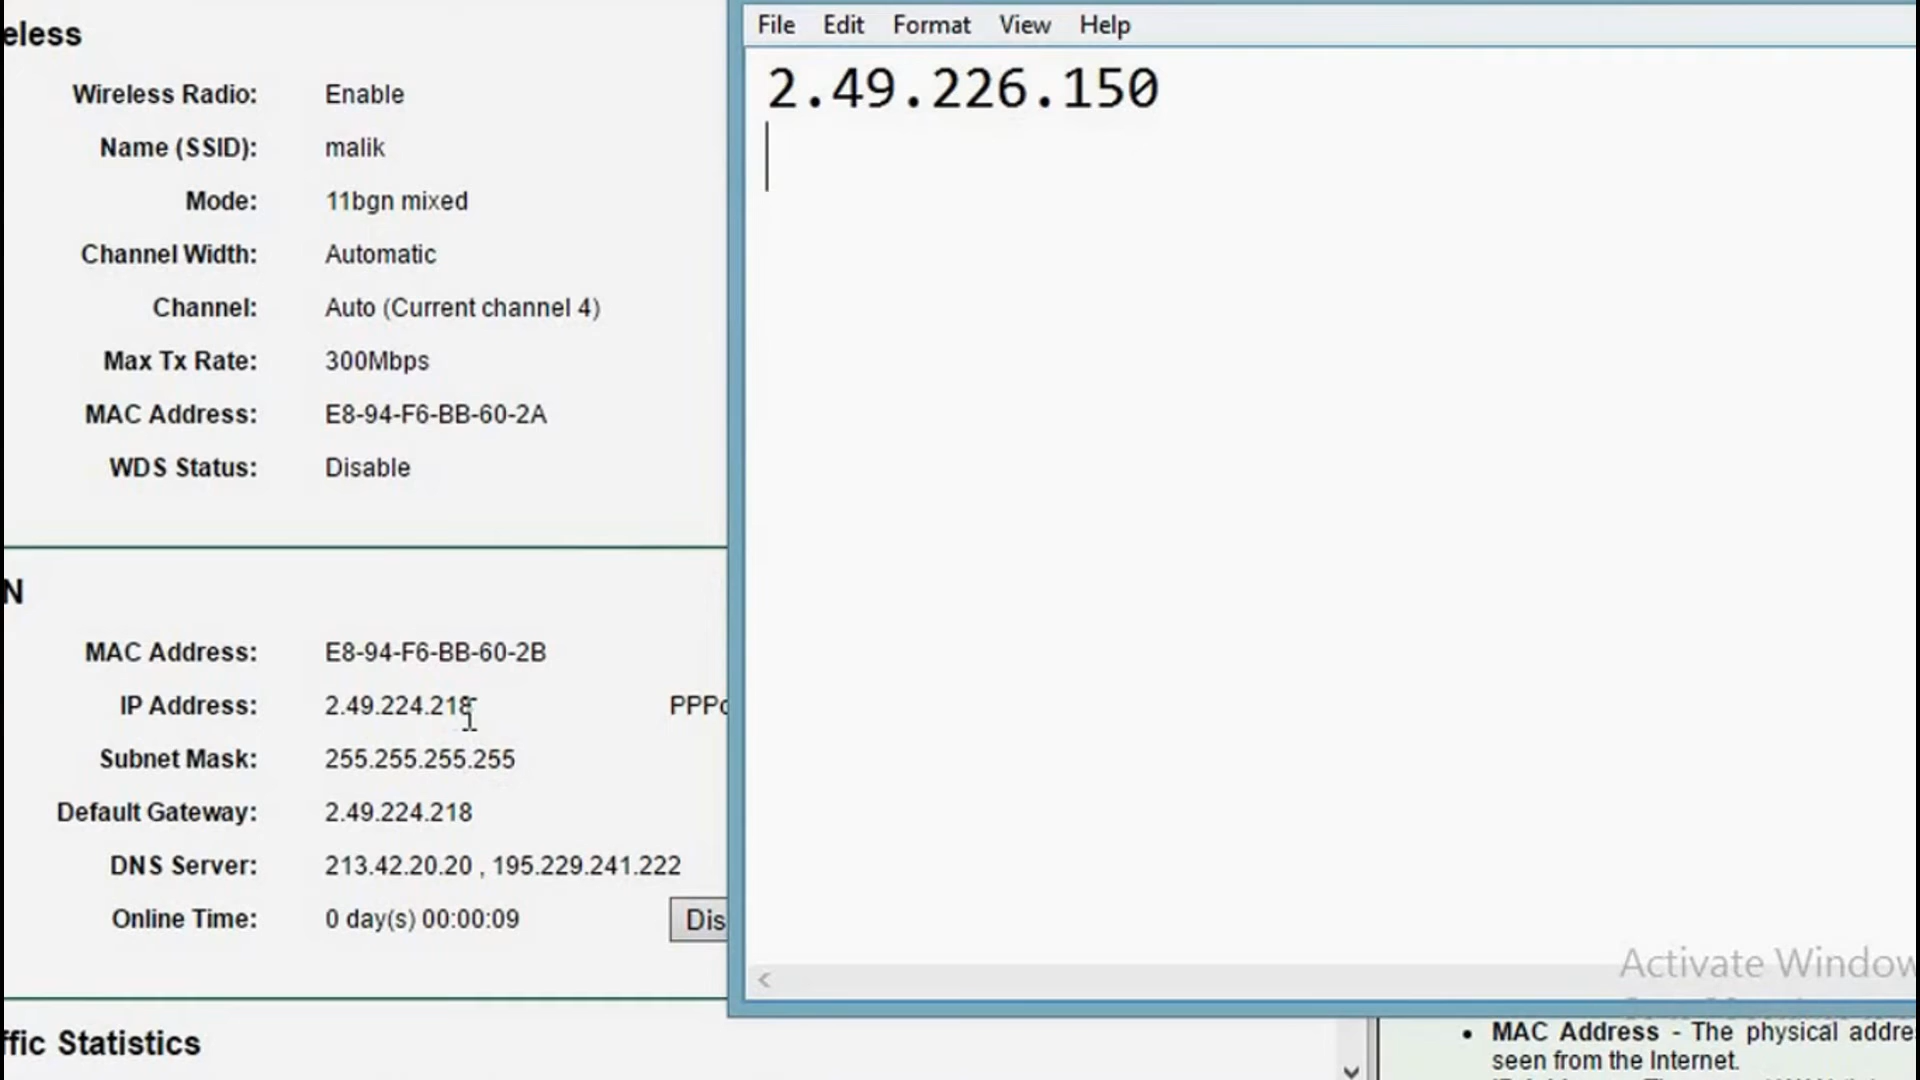 eless
Wireless Radio: Enable
Name (SSID): malik
Mode: 11bgn mixed
Channel Width: Automatic
Channel: Auto (Current channel 4)
Max Tx Rate: 300Mbps
MAC Address: E8-94-F6-BB-60-2A
WDS Status: Disable
N
MAC Address: E8-94-F6-BB-60-2B
IP Address: 2.49.224.218 PPPo
Subnet Mask: 255.255.255.255
Default Gateway: 2.49.224.218
DNS Server: 213.42.20.20 , 195.229.241.222
Online Time: 0 day(s) 00:00:09 Dis
ffic Statistics
File Edit Format View Help
2.49.226.150
Activate Window
MAC Address - The physical addre
seen from the Internet.